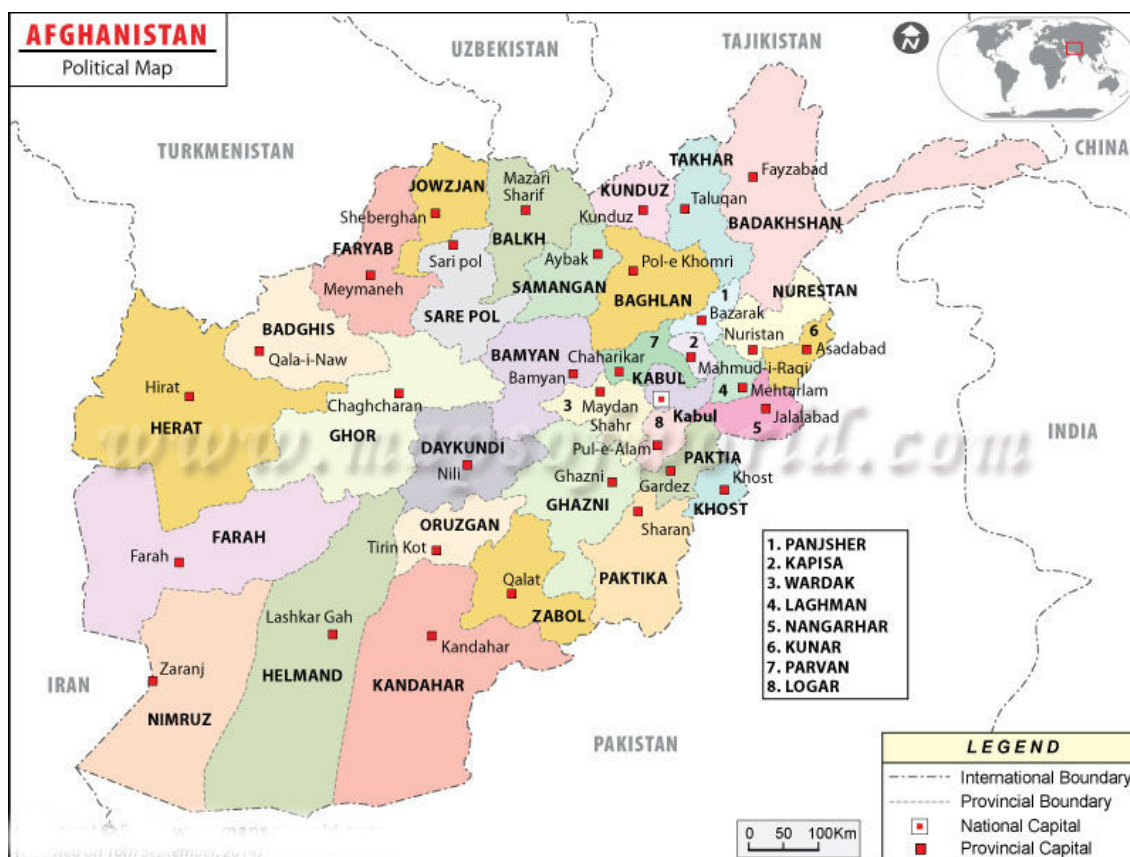 AFGHANISTAN
Political Map
UZBEKISTAN
TAJIKISTAN
N
TURKMENISTAN
CHINA
TAKHAR
Fayzabad
JOWZJAN
Mazari
Sharif
KUNDUZ
Taluqan
Sheberghan
Kunduz
BADAKHSHAN
BALKH
FARYAB
Sari pol
Aybak
Pol-e Khomri
Meymaneh
SAMANGAN
NURESTAN
BAGHLAN
1
SARE POL
Bazarak
BADGHIS
6
Nuristan
7
2
Asadabad
Qala-i-Naw
BAMYAN
Chaharikar
Mahmud-i-Raqi
Bamyan
KABUL
Hirat
4
Mehtarlam
Chaghcharan
3
Maydan
Shahr
Kabul
Jalalabad
HERAT
8
5
GHOR
www.mapsofworld.com
INDIA
DAYKUNDI
Pul-e-Alam
PAKTIA
Nili
Ghazni
Gardez
Khost
GHAZNI
KHOST
ORUZGAN
Sharan
FARAH
Tirin Kot
Farah
PAKTIKA
Qalat
ZABOL
Lashkar Gah
Kandahar
Zaranj
HELMAND
IRAN
KANDAHAR
NIMRUZ
PAKISTAN
1. PANJSHER
2. KAPISA
3. WARDAK
4. LAGHMAN
5. NANGARHAR
6. KUNAR
7. PARVAN
8. LOGAR
LEGEND
International Boundary
Provincial Boundary
National Capital
Provincial Capital
0 50 100Km